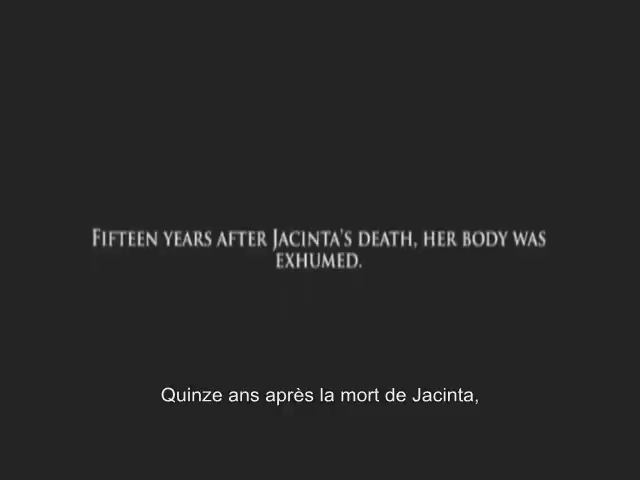 FIFTEEN YEARS AFTER JACINTA'S DEATH, HER BODY WAS
EXHUMED.
Quinze ans après la mort de Jacinta,